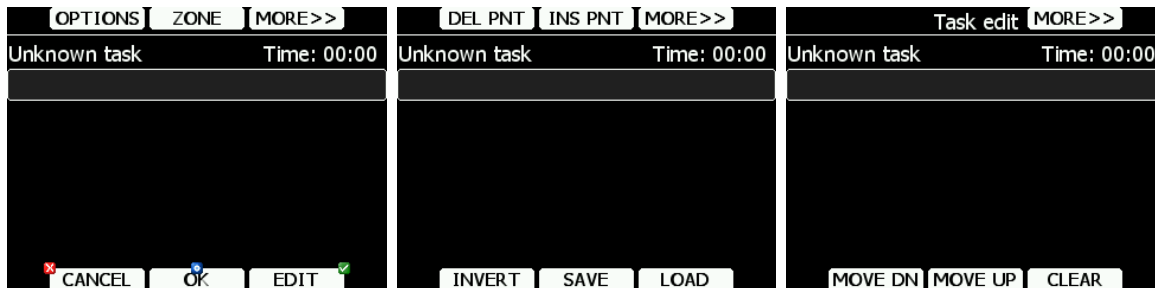 OPTIONS ZONE MORE>>
Unknown task Time: 00:00
CANCEL OK EDIT
DEL PNT INS PNT MORE>>
Unknown task Time: 00:00
INVERT SAVE LOAD
Task edit MORE>>
Unknown task Time: 00:00
MOVE DN MOVE UP CLEAR